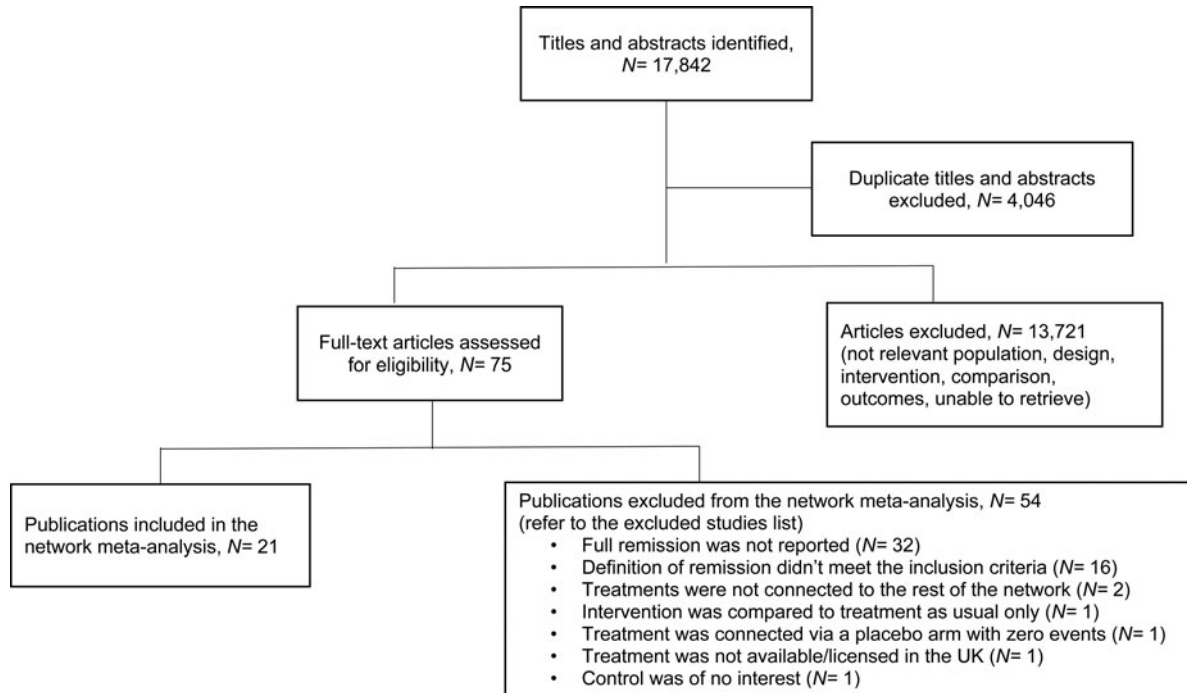 Titles and abstracts identified,
N= 17,842
Duplicate titles and abstracts
excluded, N= 4,046
Full-text articles assessed
for eligibility, N= 75
Articles excluded, N= 13,721
(not relevant population, design,
intervention, comparison,
outcomes, unable to retrieve)
Publications included in the
network meta-analysis, N= 21
Publications excluded from the network meta-analysis, N= 54
(refer to the excluded studies list)
• Full remission was not reported (N= 32)
• Definition of remission didn't meet the inclusion criteria (N= 16)
• Treatments were not connected to the rest of the network (N= 2)
• Intervention was compared to treatment as usual only (N= 1)
• Treatment was connected via a placebo arm with zero events (N= 1)
• Treatment was not available/licensed in the UK (N= 1)
• Control was of no interest (N= 1)